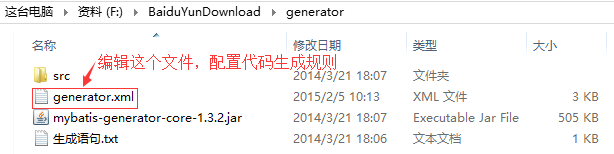 这台电脑 › 资料 (F:) › BaiduYunDownload › generator
名称 修改日期 类型 大小
编辑这个文件，配置代码生成规则
src 2014/3/21 18:07 文件夹
generator.xml 2015/2/5 10:13 XML 文件 3 KB
mybatis-generator-core-1.3.2.jar 2014/3/21 18:07 Executable Jar File 505 KB
生成语句.txt 2014/3/21 18:06 文本文档 1 KB